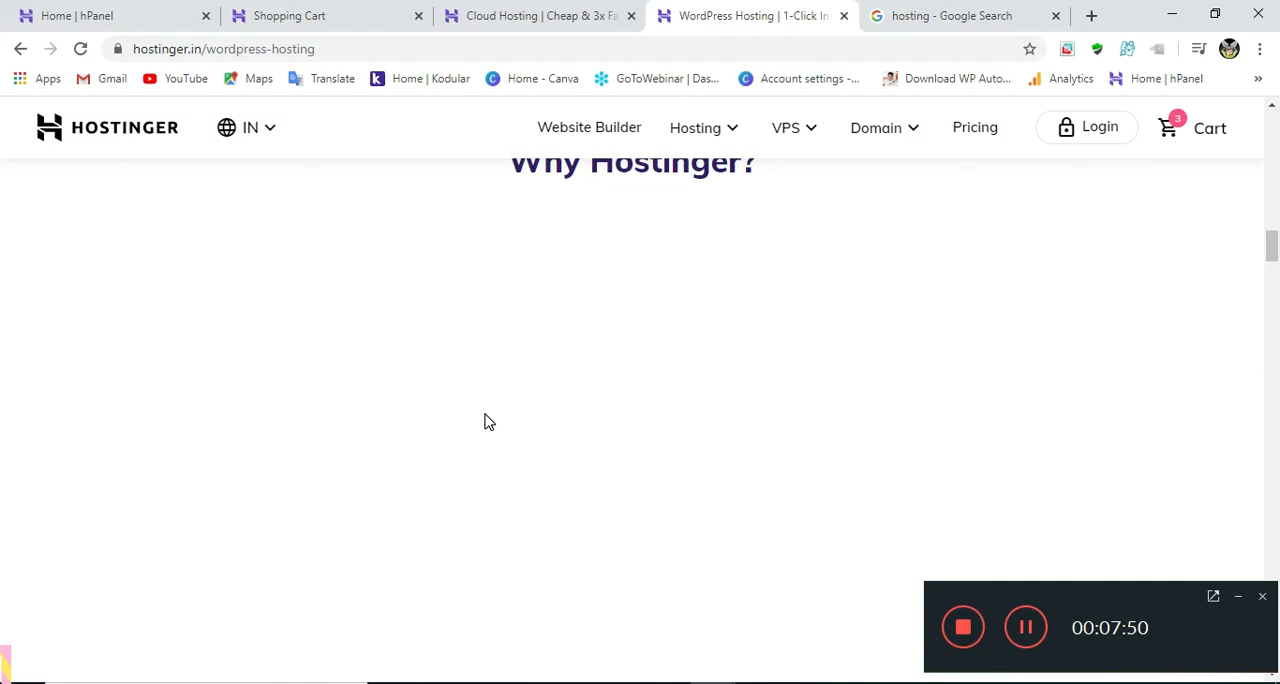 Home | hPanel
Shopping Cart
Cloud Hosting | Cheap & 3x Fa
WordPress Hosting | 1-Click In
hosting - Google Search
hostinger.in/wordpress-hosting
Apps
Gmail
YouTube
Maps
Translate
Home | Kodular
Home - Canva
GoToWebinar | Das...
Account settings -...
Download WP Auto...
Analytics
Home | hPanel
HOSTINGER
IN
Website Builder
Hosting
VPS
Domain
Pricing
Login
3
Cart
Why Hostinger?
00:07:50